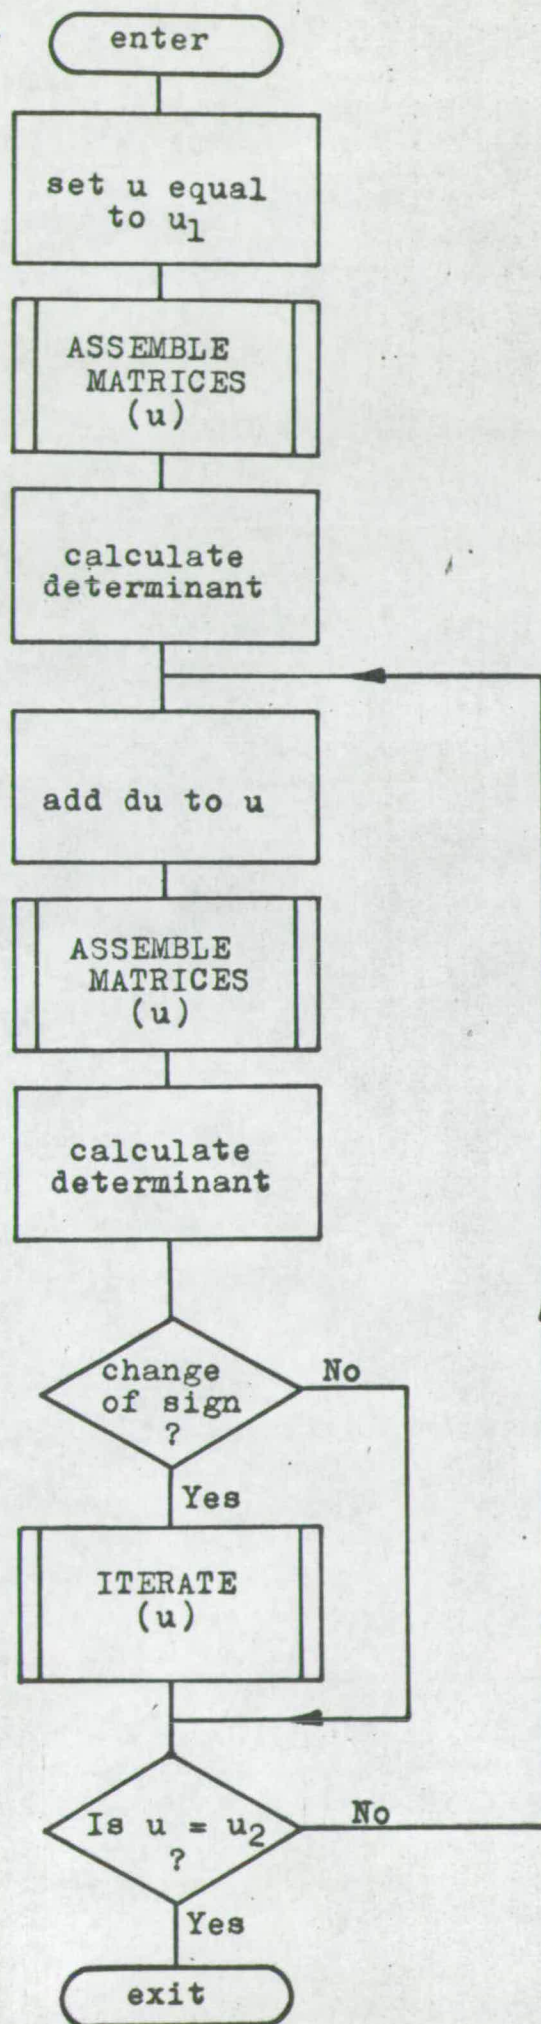 enter
set u equal
to u1
ASSEMBLE
MATRICES
(u)
calculate
determinant
add du to u
ASSEMBLE
MATRICES
(u)
calculate
determinant
change
of sign
?
No
Yes
ITERATE
(u)
Is u = u2
?
No
Yes
exit